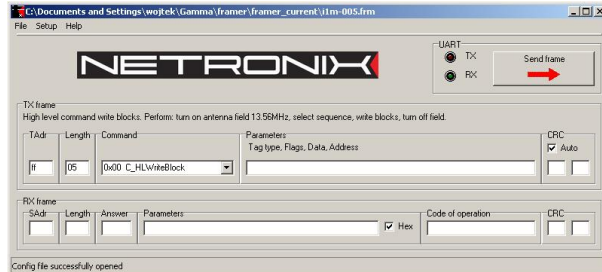 C:\Documents and Settings\wojtek\Gamma\framer\framer_current\i1m-005.frm
File Setup Help
NETRONIX
UART
TX
RX
Send frame
TX frame
High level command write blocks. Perform: turn on antenna field 13.56MHz, select sequence, write blocks, turn off field.
TAdr Length Command Parameters CRC
Tag type, Flags, Data, Address Auto
ff 05 0x00 C_HLWriteBlock
RX frame
SAdr Length Answer Parameters Code of operation CRC
Hex
Config file successfully opened